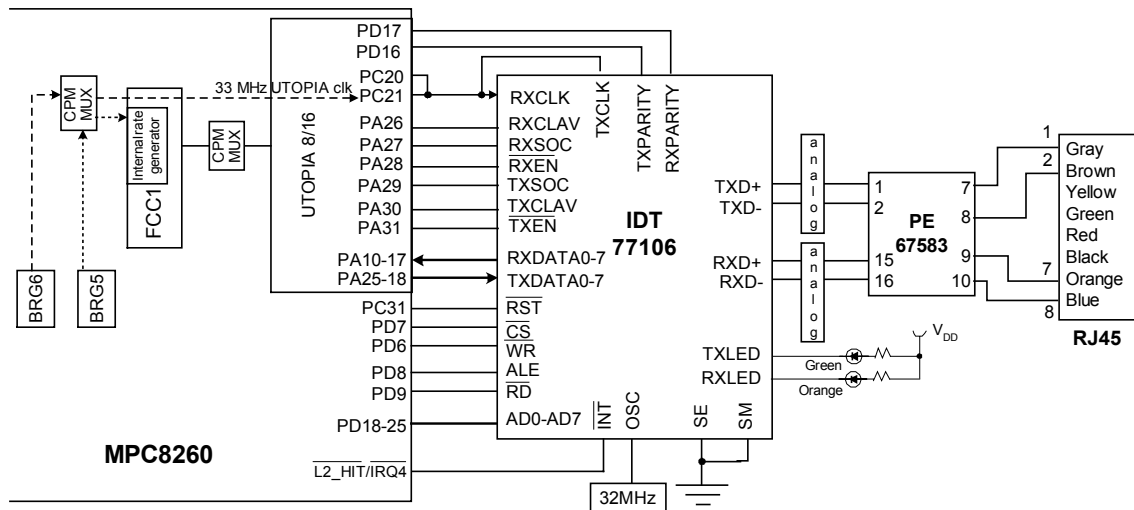 BRG6
BRG5
CPM
MUX
Internalrate
generator
FCC1
CPM
MUX
33 MHz UTOPIA clk
UTOPIA 8/16
PD17
PD16
PC20
PC21
PA26
PA27
PA28
PA29
PA30
PA31
PA10-17
PA25-18
PC31
PD7
PD6
PD8
PD9
PD18-25
L2_HIT/IRQ4
MPC8260
RXCLK
RXCLAV
RXSOC
RXEN
TXSOC
TXCLAV
TXEN
RXDATA0-7
TXDATA0-7
RST
CS
WR
ALE
RD
AD0-AD7
TXCLK
TXPARITY
RXPARITY
IDT
77106
INT
OSC
SE
SM
32MHz
TXD+
TXD-
RXD+
RXD-
TXLED
RXLED
analog
analog
Green
Orange
VDD
1
2
15
16
PE
67583
7
8
9
10
1
2
7
8
Gray
Brown
Yellow
Green
Red
Black
Orange
Blue
RJ45